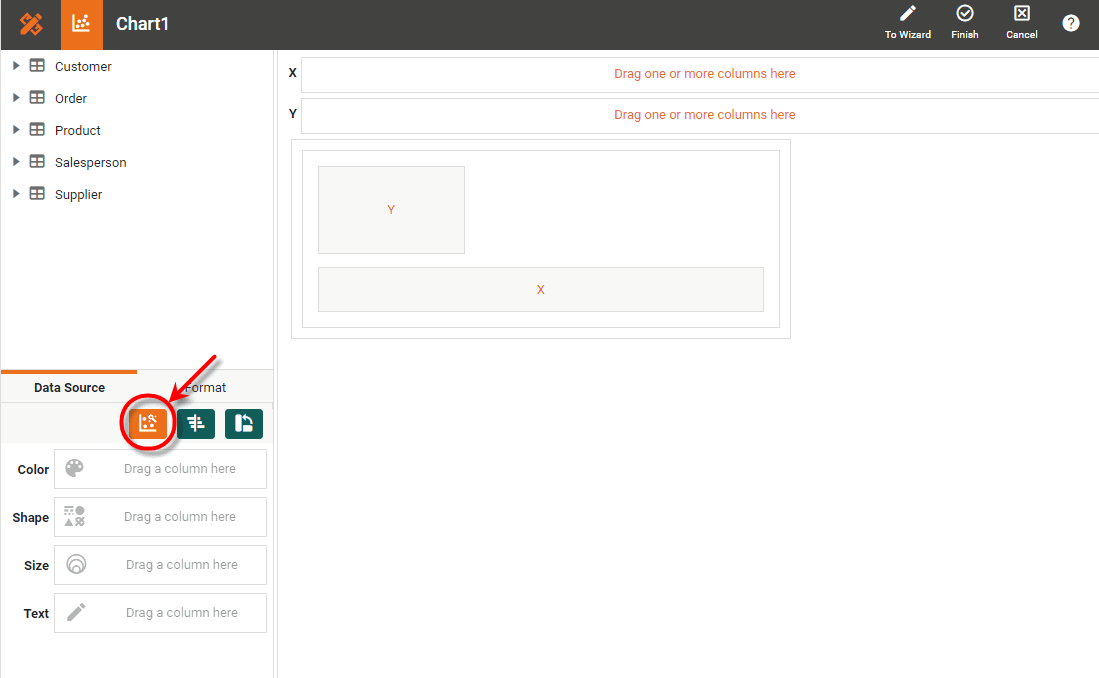 Chart1
To Wizard
Finish
Cancel
?
Customer
Order
Product
Salesperson
Supplier
X
Drag one or more columns here
Y
Drag one or more columns here
Y
X
Data Source
Format
Color
Drag a column here
Shape
Drag a column here
Size
Drag a column here
Text
Drag a column here